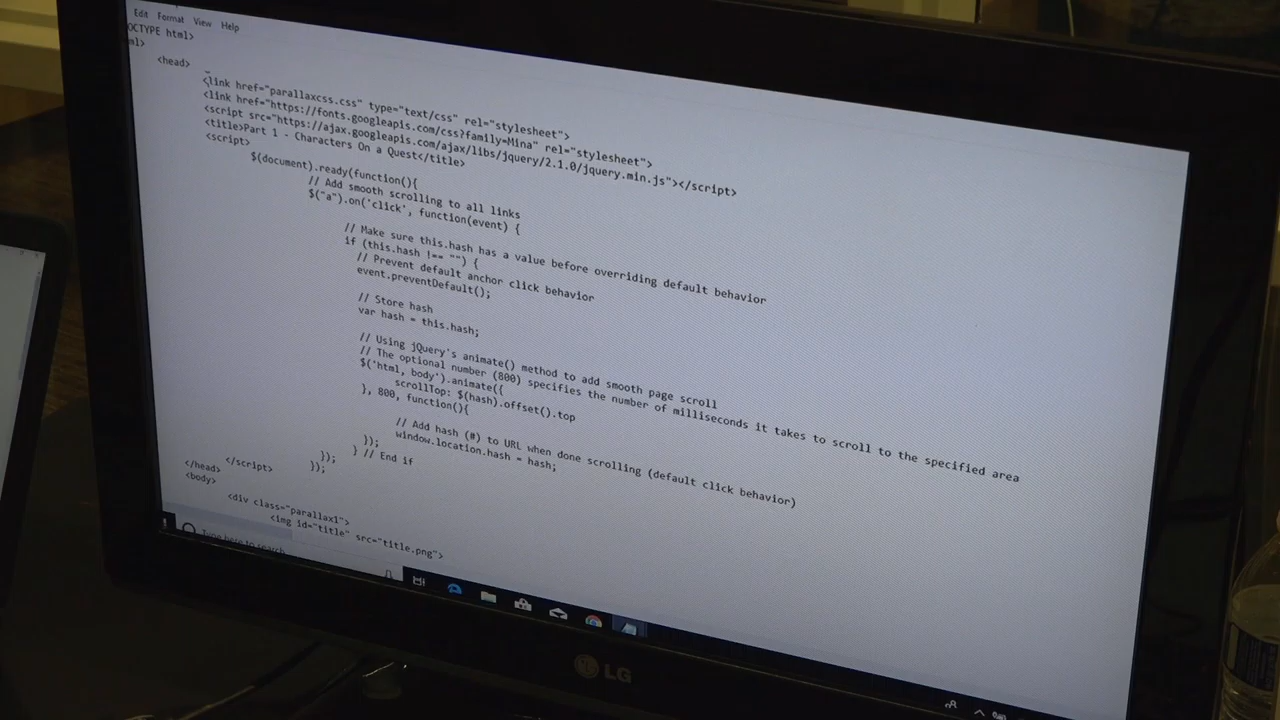 Edit Format View Help
OCTYPE html>
ml>
<head>
<link href="parallaxcss.css" type="text/css" rel="stylesheet">
<link href="https://fonts.googleapis.com/css?family=Mina" rel="stylesheet">
<script src="https://ajax.googleapis.com/ajax/libs/jquery/2.1.0/jquery.min.js"></script>
<title>Part 1 - Characters On a Quest</title>
<script>
$(document).ready(function(){
// Add smooth scrolling to all links
$("a").on('click', function(event) {
// Make sure this.hash has a value before overriding default behavior
if (this.hash !== "") {
// Prevent default anchor click behavior
event.preventDefault();
// Store hash
var hash = this.hash;
// Using jQuery's animate() method to add smooth page scroll
// The optional number (800) specifies the number of milliseconds it takes to scroll to the specified area
$('html, body').animate({
scrollTop: $(hash).offset().top
}, 800, function(){
// Add hash (#) to URL when done scrolling (default click behavior)
window.location.hash = hash;
});
} // End if
});
});
</script>
</head>
<body>
<div class="parallax1">
<img id="title" src="title.png">
Type here to search
LG